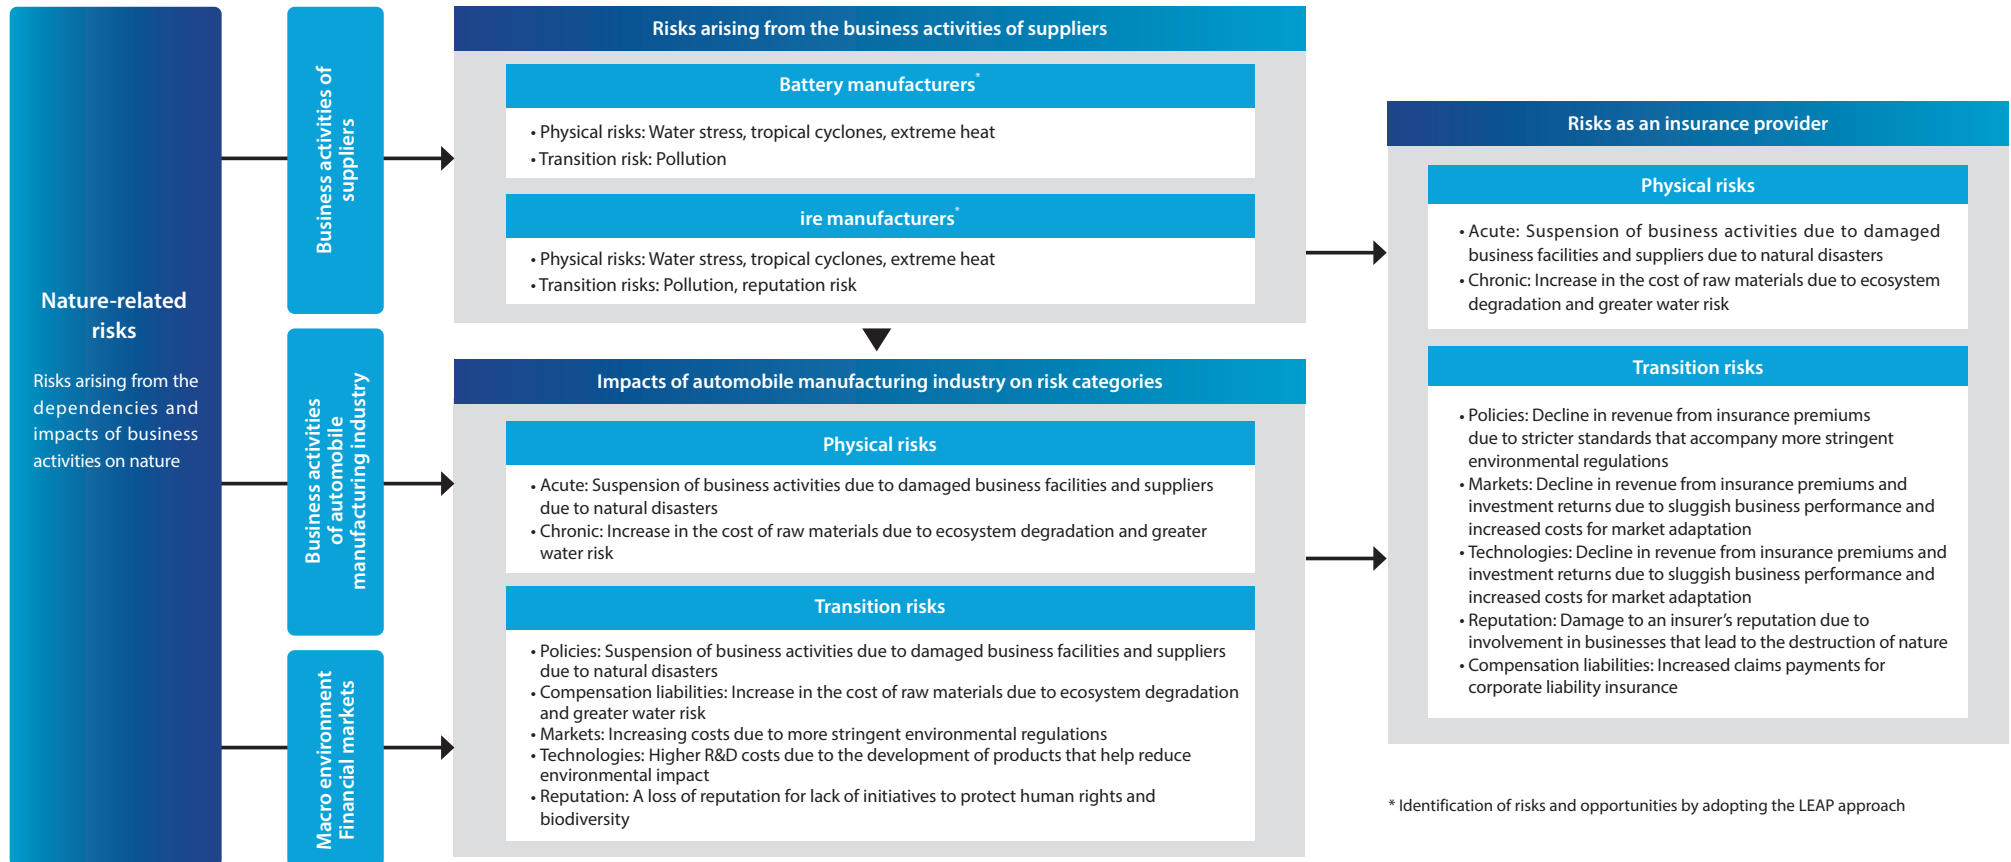 Nature-related
risks
Risks arising from the
dependencies and
impacts of business
activities on nature
Business activities of
suppliers
Business activities
of automobile
manufacturing industry
Macro environment
Financial markets
Risks arising from the business activities of suppliers
Battery manufacturers*
• Physical risks: Water stress, tropical cyclones, extreme heat
• Transition risk: Pollution
ire manufacturers*
• Physical risks: Water stress, tropical cyclones, extreme heat
• Transition risks: Pollution, reputation risk
Impacts of automobile manufacturing industry on risk categories
Physical risks
• Acute: Suspension of business activities due to damaged business facilities and suppliers
due to natural disasters
• Chronic: Increase in the cost of raw materials due to ecosystem degradation and greater
water risk
Transition risks
• Policies: Suspension of business activities due to damaged business facilities and suppliers
due to natural disasters
• Compensation liabilities: Increase in the cost of raw materials due to ecosystem degradation
and greater water risk
• Markets: Increasing costs due to more stringent environmental regulations
• Technologies: Higher R&D costs due to the development of products that help reduce
environmental impact
• Reputation: A loss of reputation for lack of initiatives to protect human rights and
biodiversity
Risks as an insurance provider
Physical risks
• Acute: Suspension of business activities due to damaged
business facilities and suppliers due to natural disasters
• Chronic: Increase in the cost of raw materials due to ecosystem
degradation and greater water risk
Transition risks
• Policies: Decline in revenue from insurance premiums
due to stricter standards that accompany more stringent
environmental regulations
• Markets: Decline in revenue from insurance premiums and
investment returns due to sluggish business performance and
increased costs for market adaptation
• Technologies: Decline in revenue from insurance premiums and
investment returns due to sluggish business performance and
increased costs for market adaptation
• Reputation: Damage to an insurer's reputation due to
involvement in businesses that lead to the destruction of nature
• Compensation liabilities: Increased claims payments for
corporate liability insurance
* Identification of risks and opportunities by adopting the LEAP approach